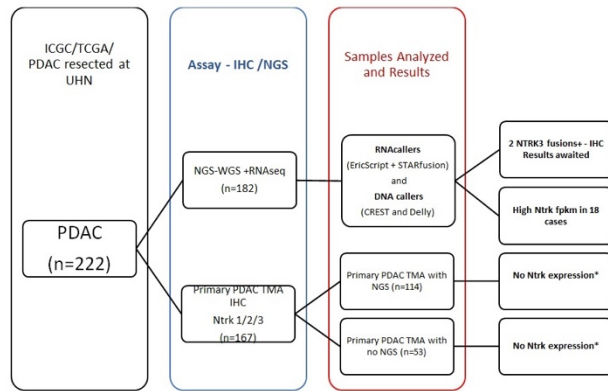 ICGC/TCGA/
PDAC resected at
UHN
Assay - IHC /NGS
Samples Analyzed
and Results
PDAC
(n=222)
NGS-WGS +RNAseq
(n=182)
Primary PDAC TMA
IHC
Ntrk 1/2/3
(n=167)
RNAcallers
(EricScript + STARfusion)
and
DNA callers
(CREST and Delly)
Primary PDAC TMA with
NGS (n=114)
Primary PDAC TMA with
no NGS (n=53)
2 NTRK3 fusions+ - IHC
Results awaited
High Ntrk fpkm in 18
cases
No Ntrk expression*
No Ntrk expression*